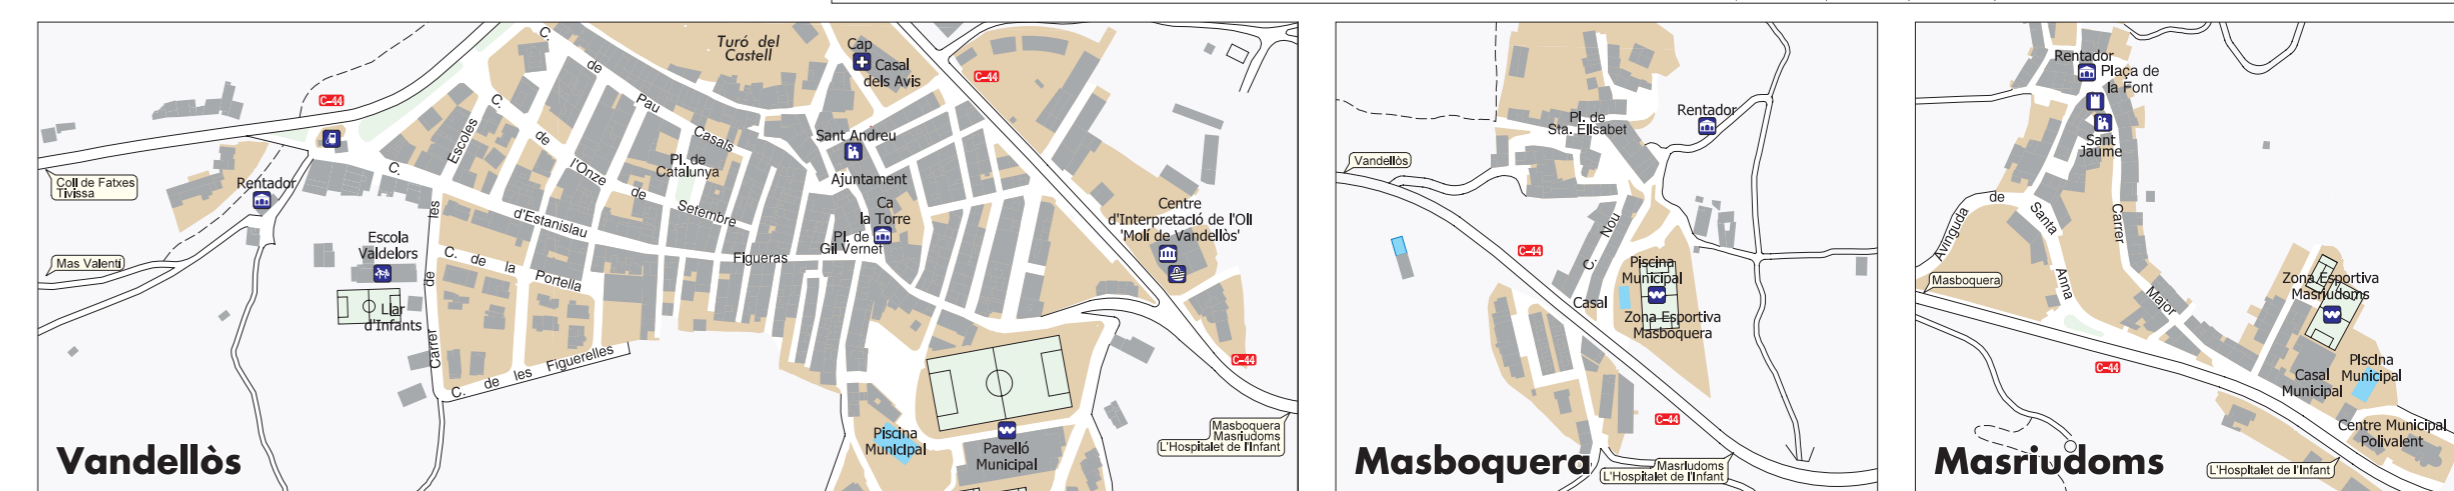 Turó del
Castell
Cap
Casal
dels Avis
C-44
C-44
C. de Pau Casals
C. de l'Onze de Setembre
Escoles
Sant Andreu
Pl. de
Catalunya
Ajuntament
Ca
la Torre
Pl. de
Gil Vernet
Centre
d'Interpretació de l'Oli
'Molí de Vandellòs'
Coll de Fatxes
Tivissa
Rentador
C. d'Estanislau Figueras
Mas Valentí
Escola
Valdelors
Llar
d'Infants
Carrer de les
C. de la Portella
C. de les Figuerelles
C-44
Piscina
Municipal
Pavelló
Municipal
Masboquera
Masriudoms
L'Hospitalet de l'Infant
Vandellòs
Pl. de
Sta. Elisabet
Rentador
Vandellòs
C-44
C. Nou
Piscina
Municipal
Casal
Zona Esportiva
Masboquera
C-44
Masriudoms
L'Hospitalet de l'Infant
Masboquera
Rentador
Plaça de
la Font
Sant
Jaume
Avinguda de Santa Anna
Carrer Major
Masboquera
Zona Esportiva
Masriudoms
C-44
Piscina
Municipal
Casal
Municipal
Centre Municipal
Polivalent
L'Hospitalet de l'Infant
Masriudoms